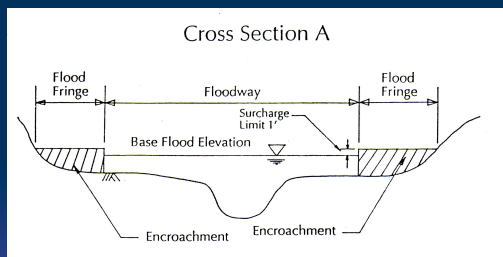 Cross Section A
Flood
Fringe
Floodway
Flood
Fringe
Surcharge
Limit 1'
Base Flood Elevation
Encroachment
Encroachment